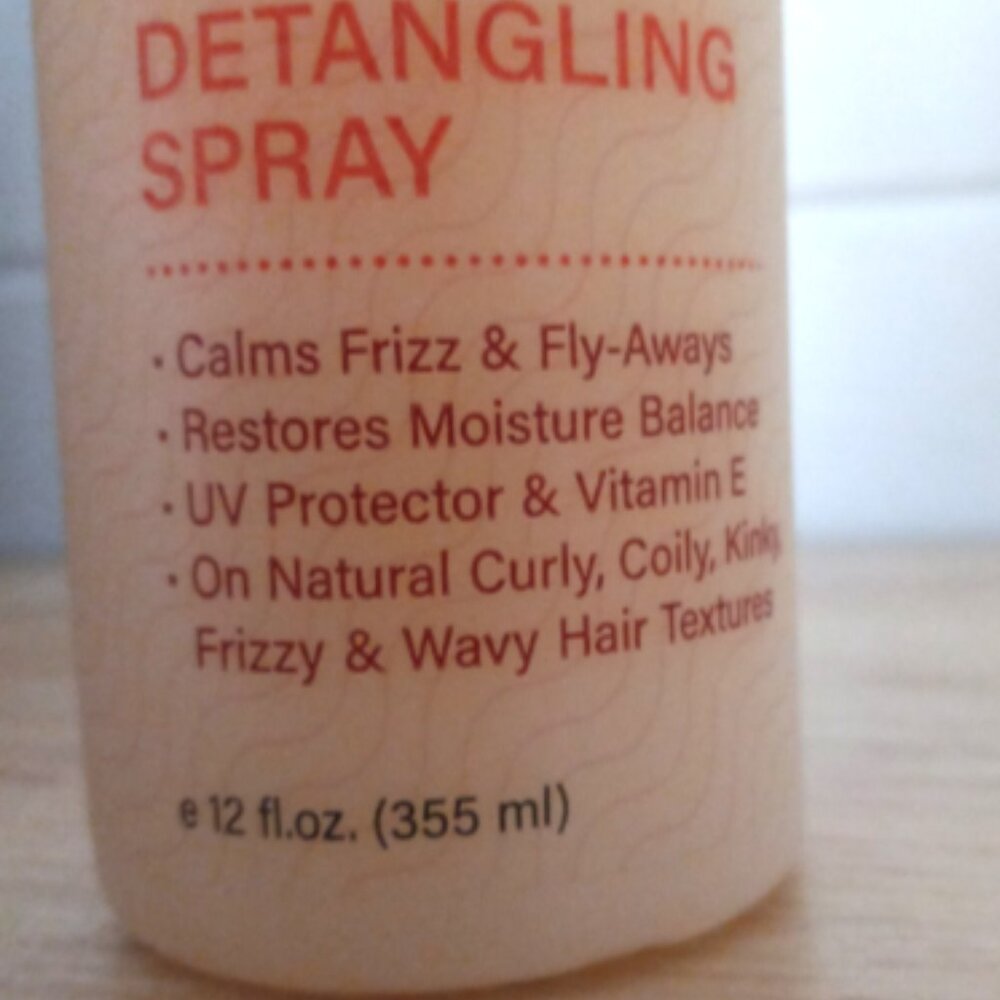 DETANGLING
SPRAY
· Calms Frizz & Fly-Aways
· Restores Moisture Balance
· UV Protector & Vitamin E
· On Natural Curly, Coily, Kinky,
Frizzy & Wavy Hair Textures
℮ 12 fl.oz. (355 ml)